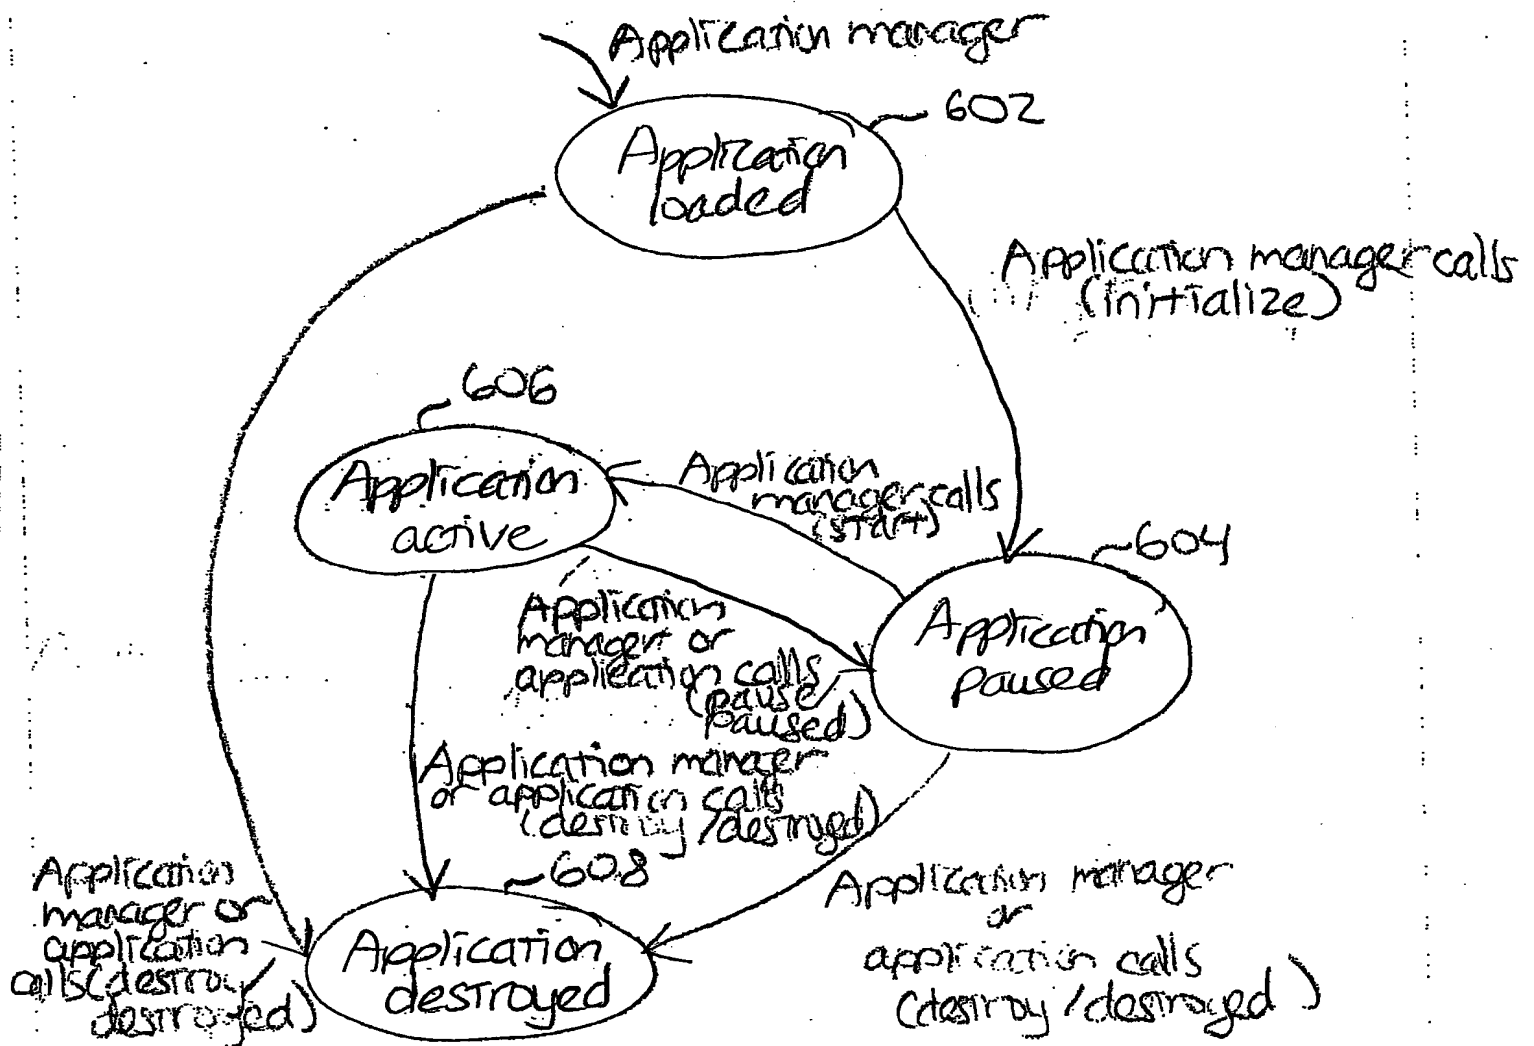 Application manager
602
Application
loaded
Application manager calls
(initialize)
606
Application
active
Application
manager calls
(start)
604
Application
paused
Application
manager or
application calls
(pause/
paused)
Application manager
or application calls
(destroy/destroyed)
608
Application
destroyed
Application
manager or
application
calls(destroy/
destroyed)
Application manager
or
application calls
(destroy/destroyed)